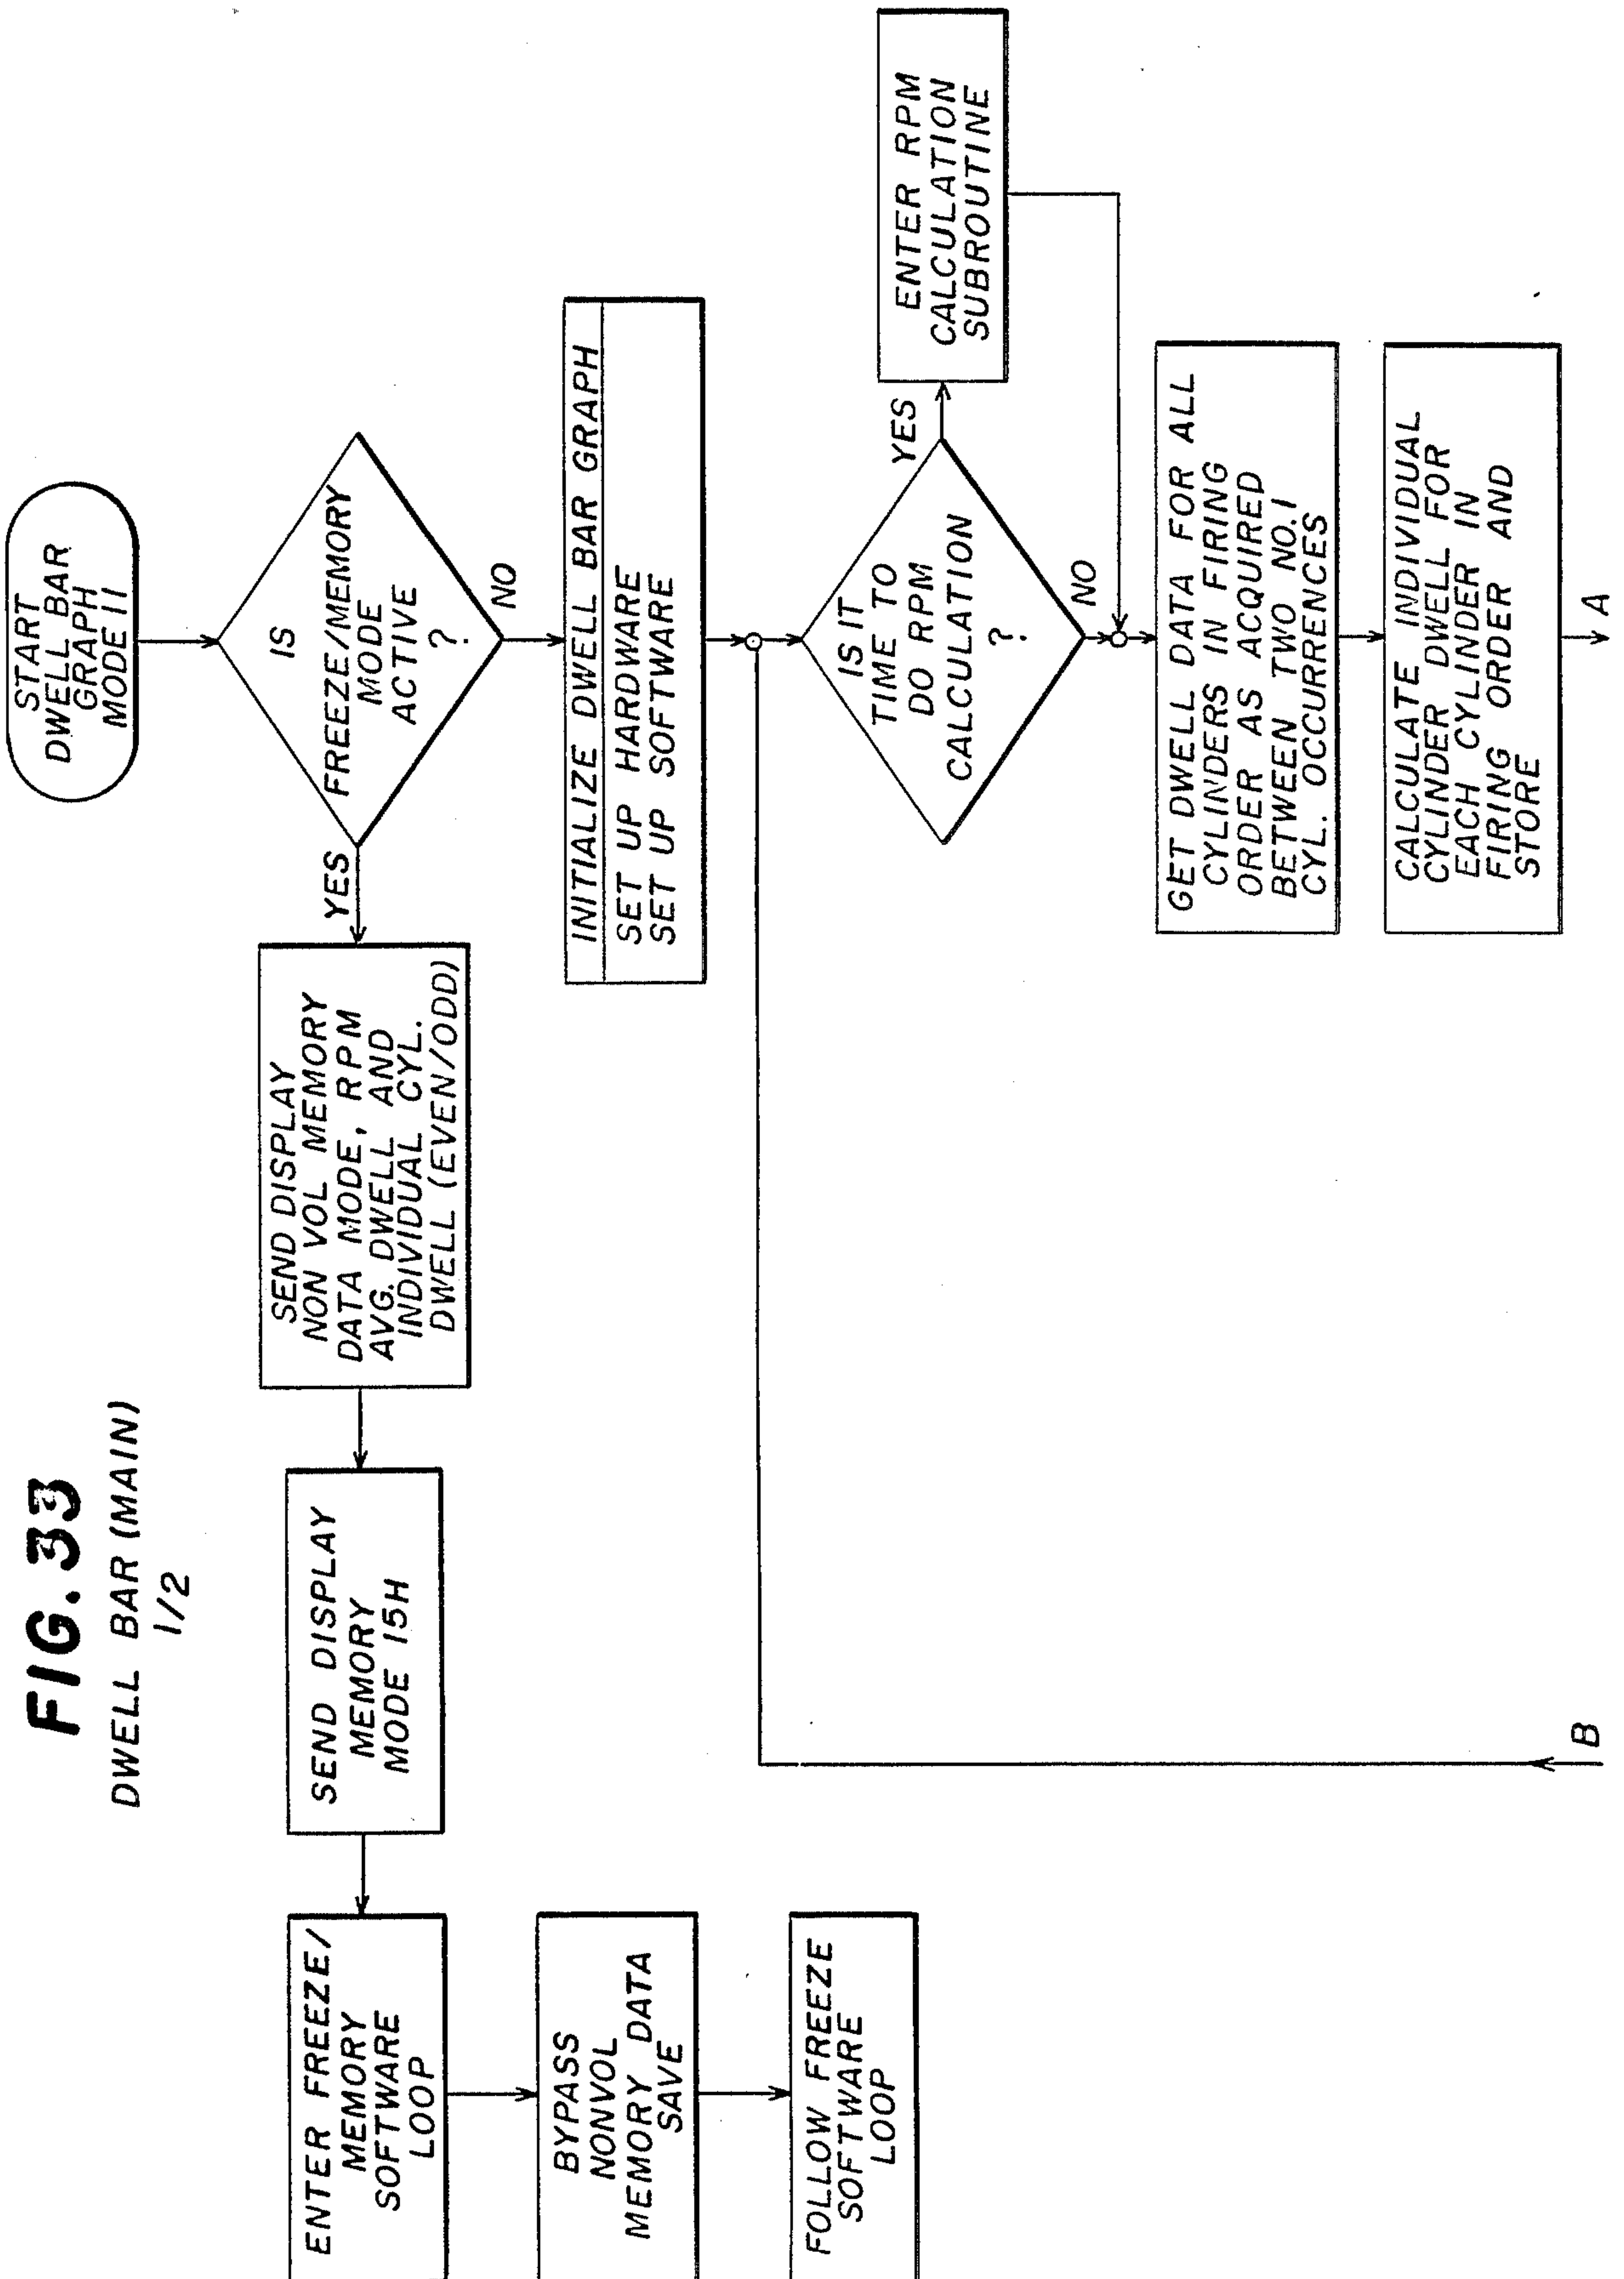 FIG. 33
DWELL BAR (MAIN)
1/2
START
DWELL BAR
GRAPH
MODE 11
IS
FREEZE/MEMORY
MODE
ACTIVE
?
YES
NO
SEND DISPLAY
NON VOL MEMORY
DATA MODE, RPM
AVG. DWELL AND
INDIVIDUAL CYL.
DWELL (EVEN/ODD)
SEND DISPLAY
MEMORY
MODE 15H
ENTER FREEZE/
MEMORY
SOFTWARE
LOOP
BYPASS
NONVOL
MEMORY DATA
SAVE
FOLLOW FREEZE
SOFTWARE
LOOP
INITIALIZE DWELL BAR GRAPH
SET UP HARDWARE
SET UP SOFTWARE
IS IT
TIME TO
DO RPM
CALCULATION
?
YES
NO
ENTER RPM
CALCULATION
SUBROUTINE
GET DWELL DATA FOR ALL
CYLINDERS IN FIRING
ORDER AS ACQUIRED
BETWEEN TWO NO.1
CYL. OCCURRENCES
CALCULATE INDIVIDUAL
CYLINDER DWELL FOR
EACH CYLINDER IN
FIRING ORDER AND
STORE
A
B